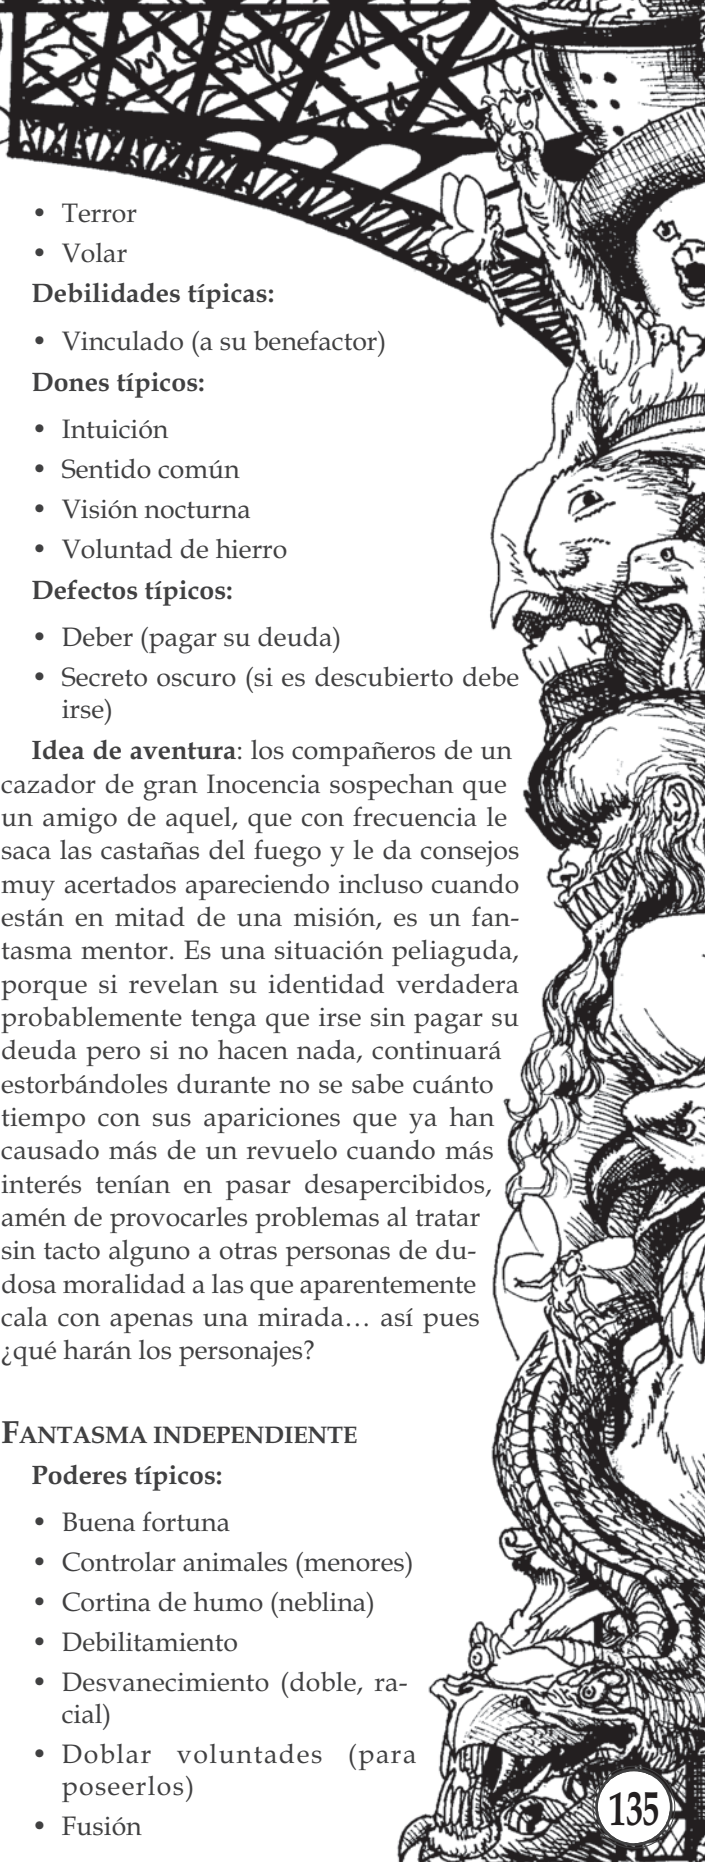 • Terror
• Volar
Debilidades típicas:
• Vinculado (a su benefactor)
Dones típicos:
• Intuición
• Sentido común
• Visión nocturna
• Voluntad de hierro
Defectos típicos:
• Deber (pagar su deuda)
• Secreto oscuro (si es descubierto debe
irse)
Idea de aventura: los compañeros de un
cazador de gran Inocencia sospechan que
un amigo de aquel, que con frecuencia le
saca las castañas del fuego y le da consejos
muy acertados apareciendo incluso cuando
están en mitad de una misión, es un fan-
tasma mentor. Es una situación peliaguda,
porque si revelan su identidad verdadera
probablemente tenga que irse sin pagar su
deuda pero si no hacen nada, continuará
estorbándoles durante no se sabe cuánto
tiempo con sus apariciones que ya han
causado más de un revuelo cuando más
interés tenían en pasar desapercibidos,
amén de provocarles problemas al tratar
sin tacto alguno a otras personas de du-
dosa moralidad a las que aparentemente
cala con apenas una mirada… así pues
¿qué harán los personajes?
FANTASMA INDEPENDIENTE
Poderes típicos:
• Buena fortuna
• Controlar animales (menores)
• Cortina de humo (neblina)
• Debilitamiento
• Desvanecimiento (doble, ra-
cial)
• Doblar voluntades (para
poseerlos)
• Fusión
135